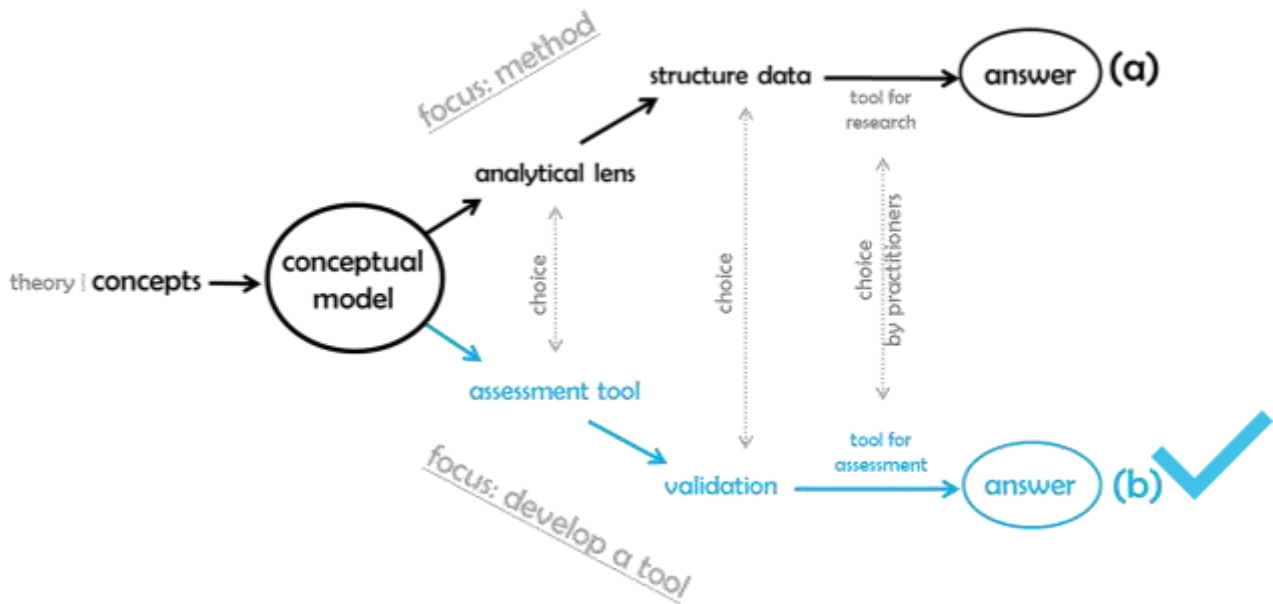 focus: method
structure data
answer
(a)
tool for
research
analytical lens
theory | concepts
conceptual
model
choice
choice
choice
by practitioners
assessment tool
focus: develop a tool
validation
tool for
assessment
answer
(b)